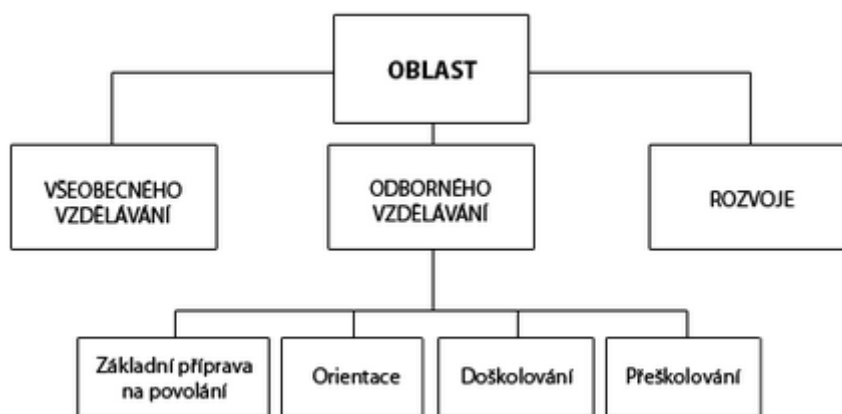 OBLAST
VŠEOBECNÉHO
VZDĚLÁVÁNÍ
ODBORNÉHO
VZDĚLÁVÁNÍ
ROZVOJE
Základní příprava
na povolání
Orientace
Doškolování
Přeškolování